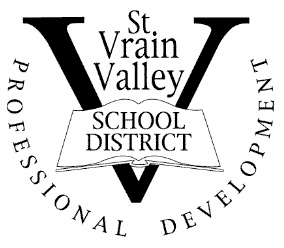 St.
Vrain
Valley
SCHOOL
DISTRICT
PROFESSIONAL DEVELOPMENT